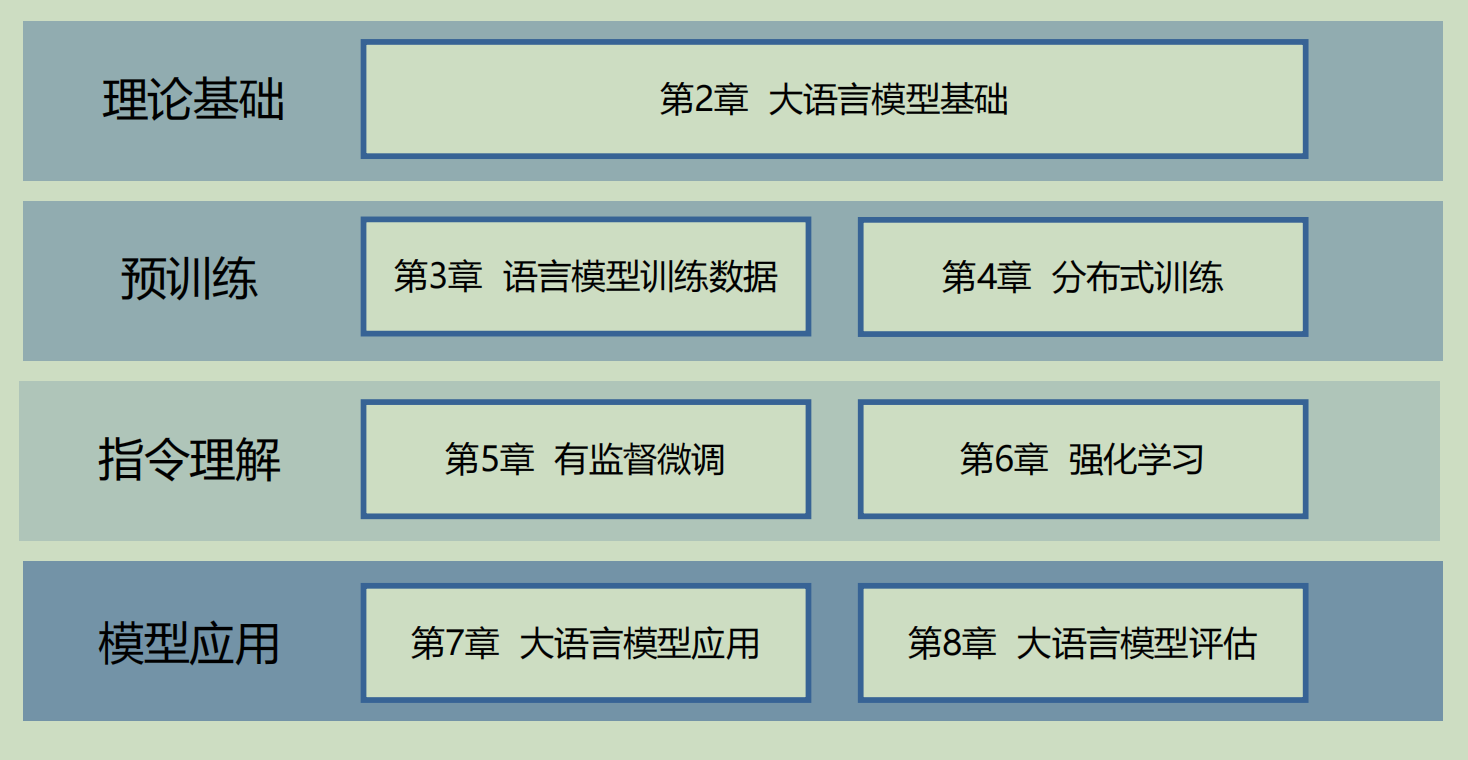 理论基础
第2章 大语言模型基础
预训练
第3章 语言模型训练数据
第4章 分布式训练
指令理解
第5章 有监督微调
第6章 强化学习
模型应用
第7章 大语言模型应用
第8章 大语言模型评估